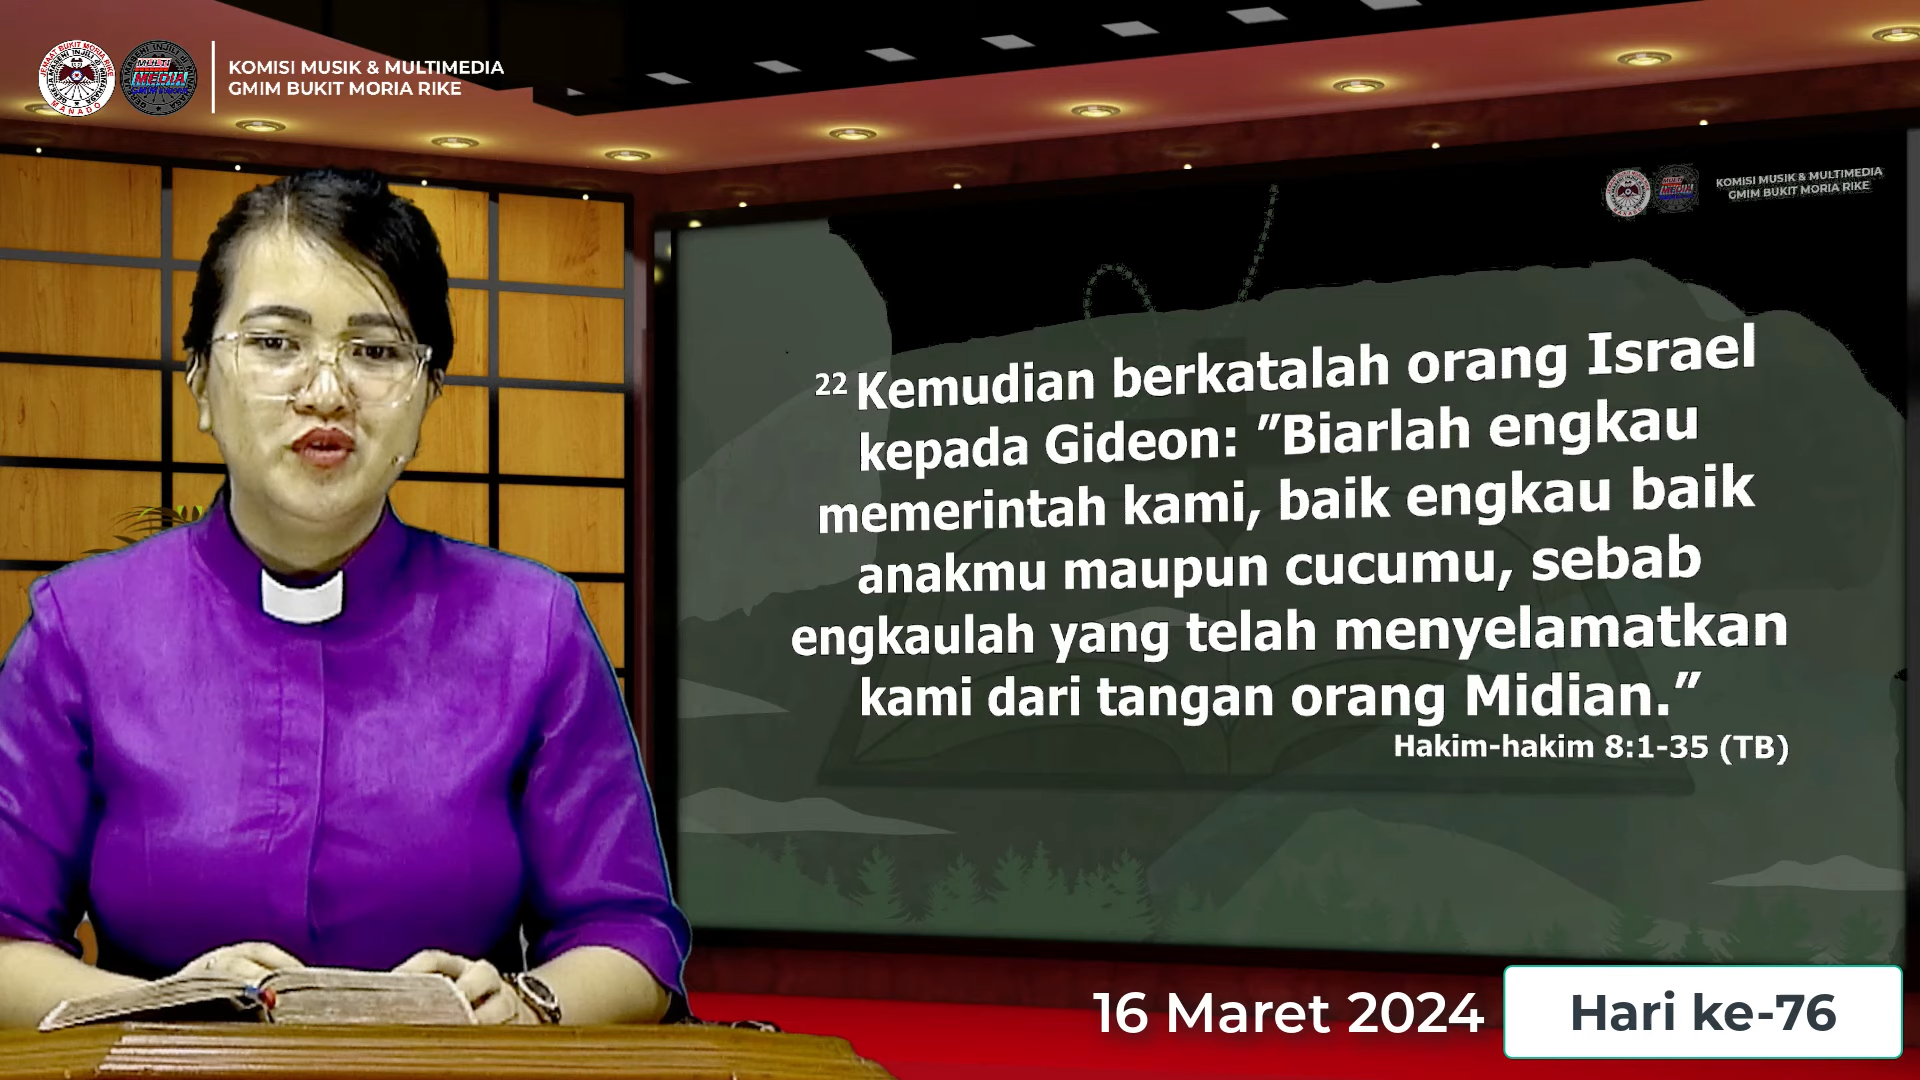 KOMISI MUSIK & MULTIMEDIA
GMIM BUKIT MORIA RIKE
KOMISI MUSIK & MULTIMEDIA
GMIM BUKIT MORIA RIKE
22 Kemudian berkatalah orang Israel
kepada Gideon: ”Biarlah engkau
memerintah kami, baik engkau baik
anakmu maupun cucumu, sebab
engkaulah yang telah menyelamatkan
kami dari tangan orang Midian.”
Hakim-hakim 8:1-35 (TB)
16 Maret 2024
Hari ke-76